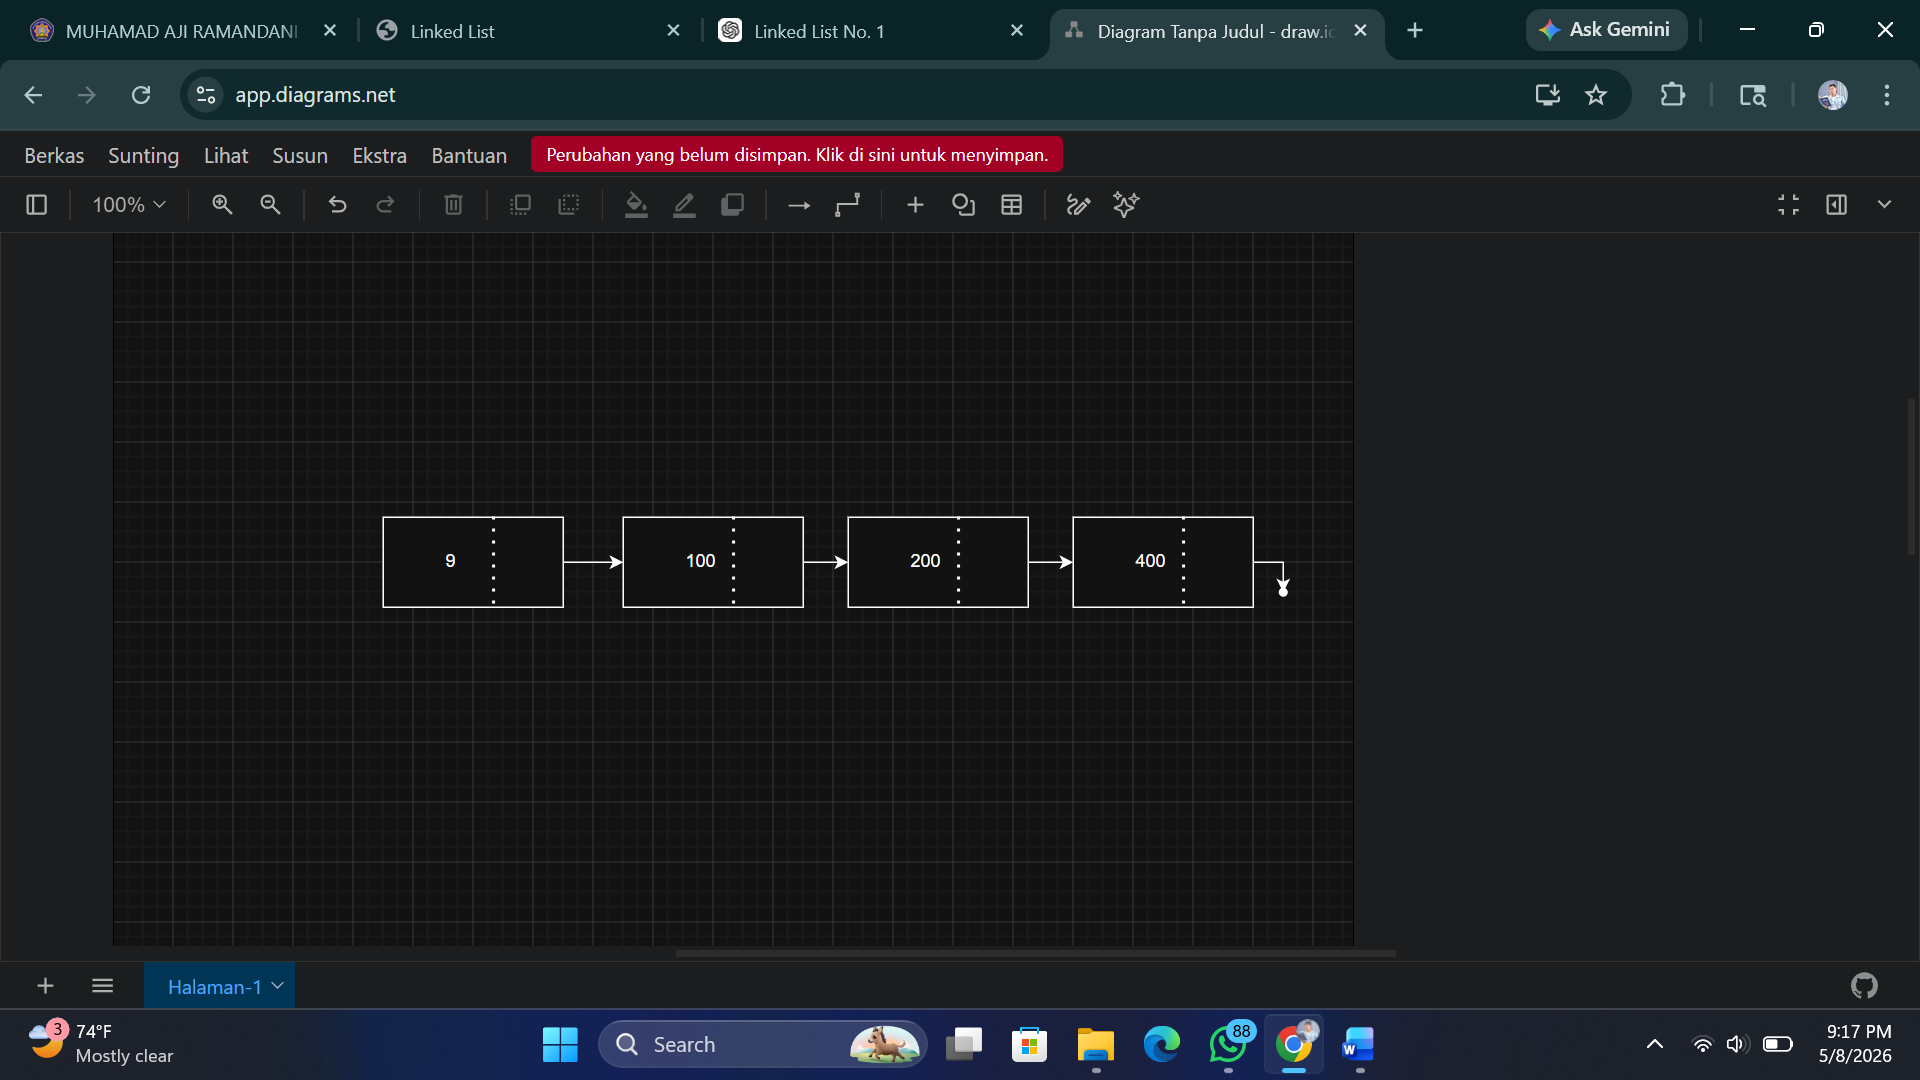 MUHAMAD AJI RAMANDANI
Linked List
Linked List No. 1
Diagram Tanpa Judul - draw.io
Ask Gemini
app.diagrams.net
Berkas Sunting Lihat Susun Ekstra Bantuan
Perubahan yang belum disimpan. Klik di sini untuk menyimpan.
100%
9 100 200 400
Halaman-1
3
74°F
Mostly clear
Search
88
W
9:17 PM
5/8/2026